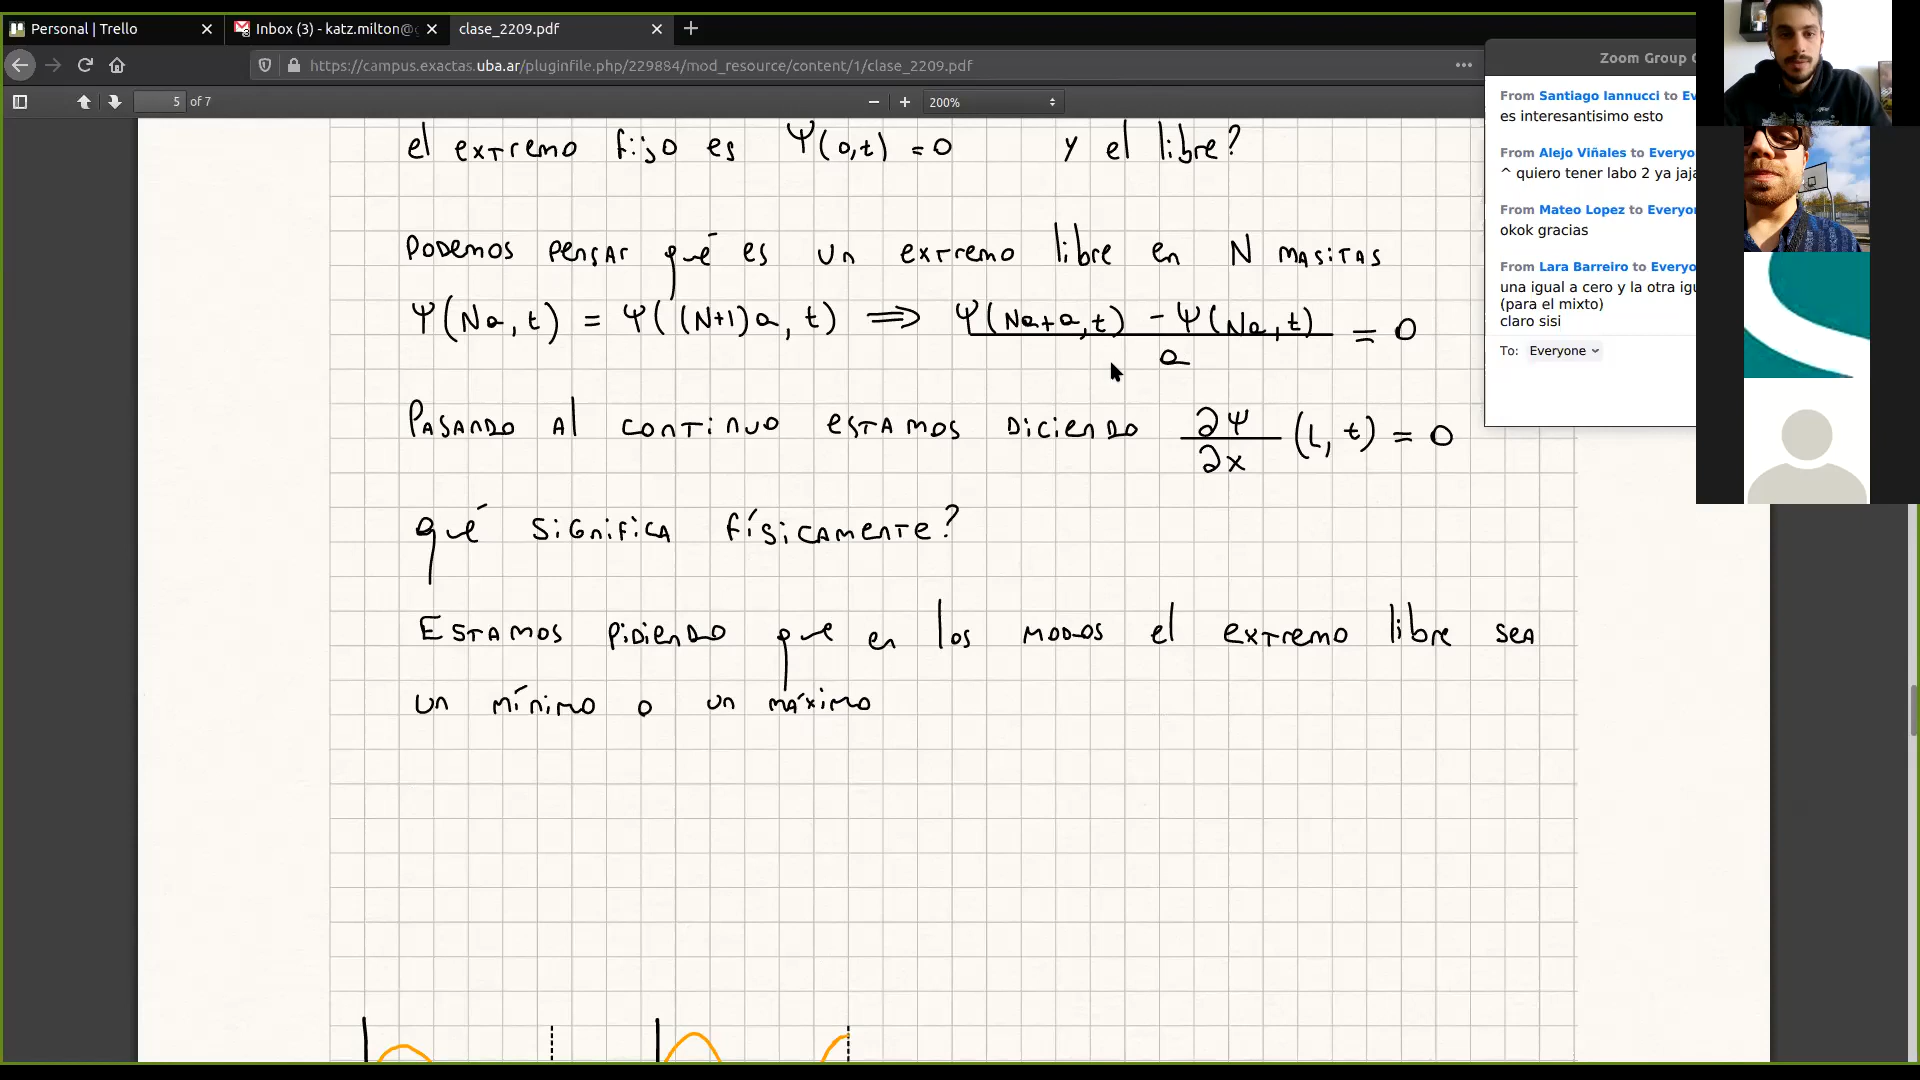 Personal | Trello
Inbox (3) - katz.milton@
clase_2209.pdf
https://campus.exactas.uba.ar/pluginfile.php/229884/mod_resource/content/1/clase_2209.pdf
5 of 7
200%
el extremo fijo es Ψ(0,t) = 0 y el libre?
Podemos pensar qué es un extremo libre en N masitas
Ψ(Na, t) = Ψ((N+1)a, t) ⟹ (Ψ(Na+a,t) - Ψ(Na,t))/a = 0
Pasando al continuo estamos diciendo ∂Ψ/∂x (L, t) = 0
qué significa físicamente?
Estamos pidiendo que en los modos el extremo libre sea
un mínimo o un máximo
Zoom Group
From Santiago Iannucci to
es interesantisimo esto
From Alejo Viñales to Everyo
^ quiero tener labo 2 ya jaja
From Mateo Lopez to Everyo
okok gracias
From Lara Barreiro to Everyo
una igual a cero y la otra
(para el mixto)
claro sisi
To: Everyone